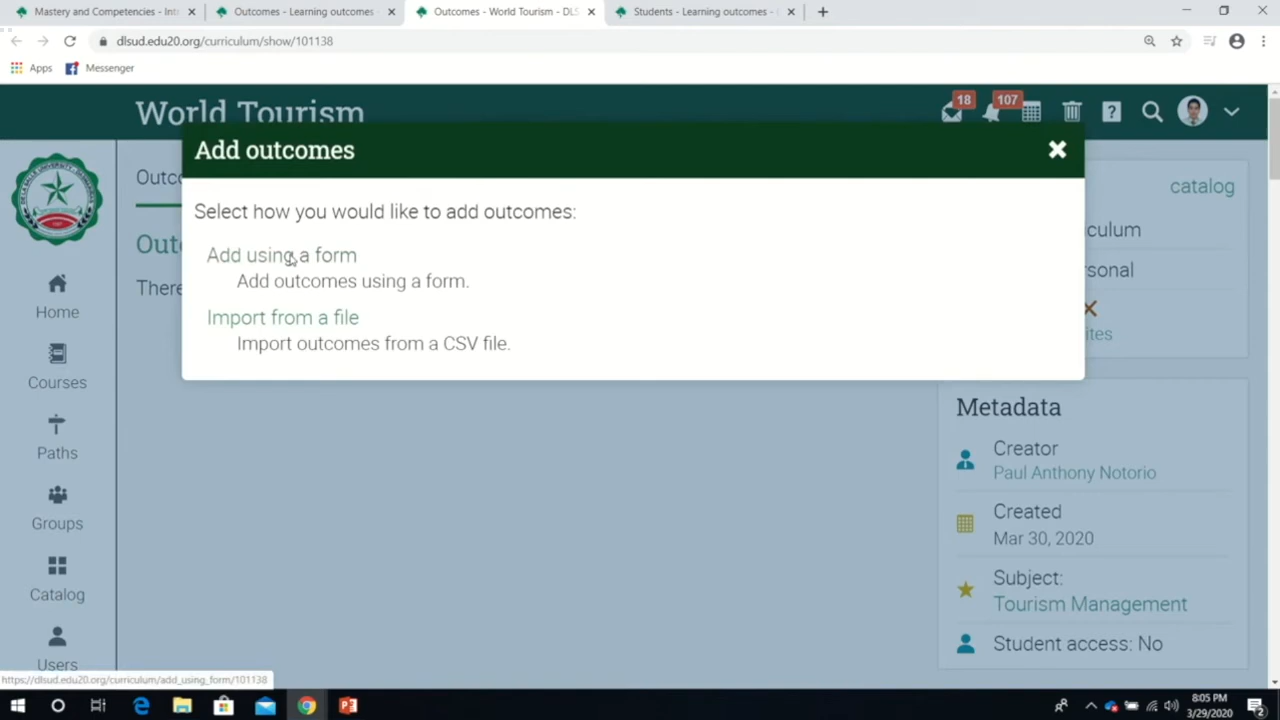 Mastery and Competencies - Int
Outcomes - Learning outcomes -
Outcomes - World Tourism - DLS
Students - Learning outcomes -
dlsud.edu20.org/curriculum/show/101138
Apps
Messenger
World Tourism
18
107
Add outcomes
Outco
catalog
Select how you would like to add outcomes:
culum
Outc
Add using a form
rsonal
Add outcomes using a form.
There
Home
Import from a file
ites
Import outcomes from a CSV file.
Courses
Metadata
Paths
Creator
Paul Anthony Notorio
Groups
Created
Mar 30, 2020
Catalog
Subject:
Tourism Management
Student access: No
Users
https://dlsud.edu20.org/curriculum/add_using_form/101138
8:05 PM
3/29/2020
2